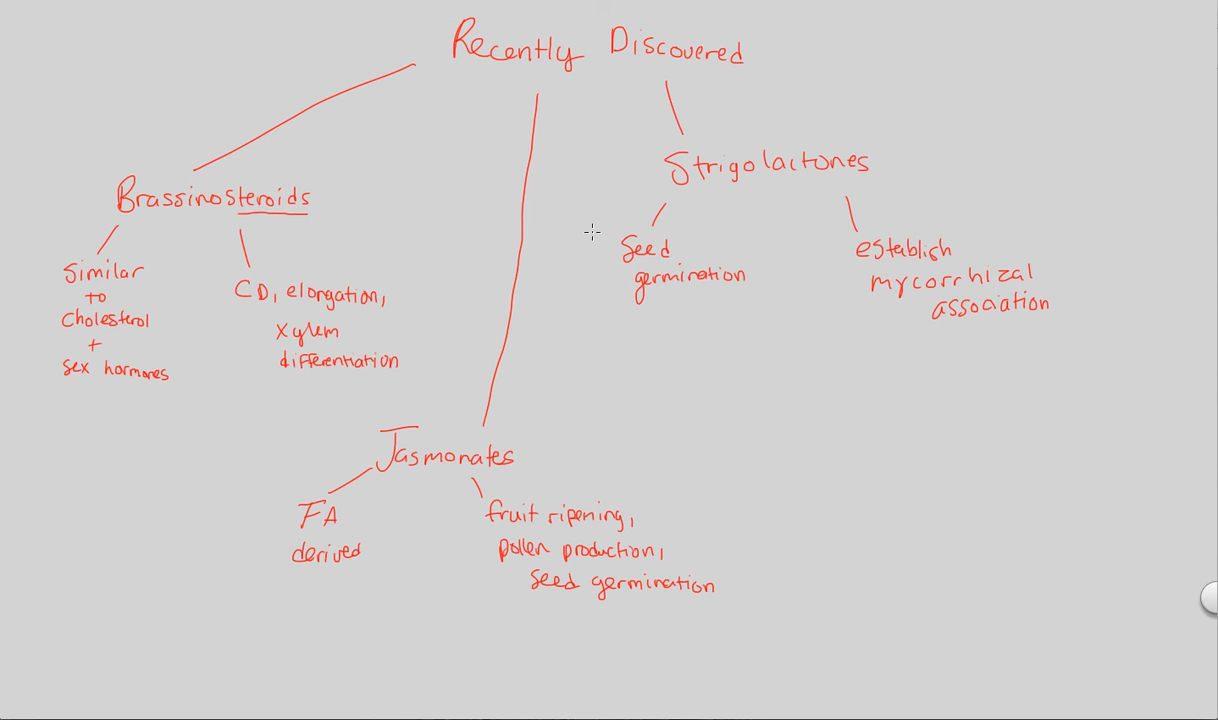 Recently Discovered
Brassinosteroids
Similar
to
Cholesterol
+
sex hormones
CD, elongation,
xylem
differentiation
Jasmonates
FA
derived
fruit ripening,
pollen production,
seed germination
Strigolactones
Seed
germination
establish
mycorrhizal
association